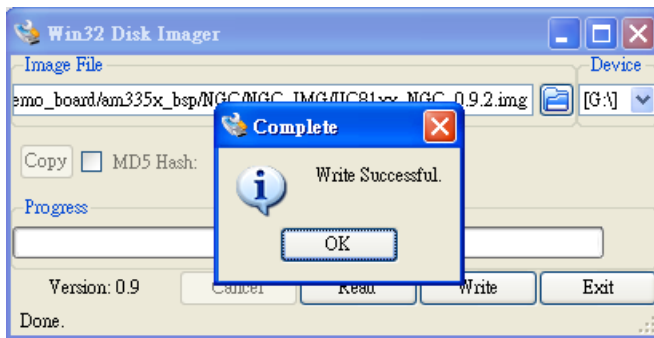 Win32 Disk Imager
Image File
Device
emo_board/am335x_bsp/NGC/NGC_IMG/UC81xx_NGC_0.9.2.img
[G:\]
Complete
Copy
MD5 Hash:
Write Successful.
Progress
OK
Version: 0.9
Cancel
Read
Write
Exit
Done.